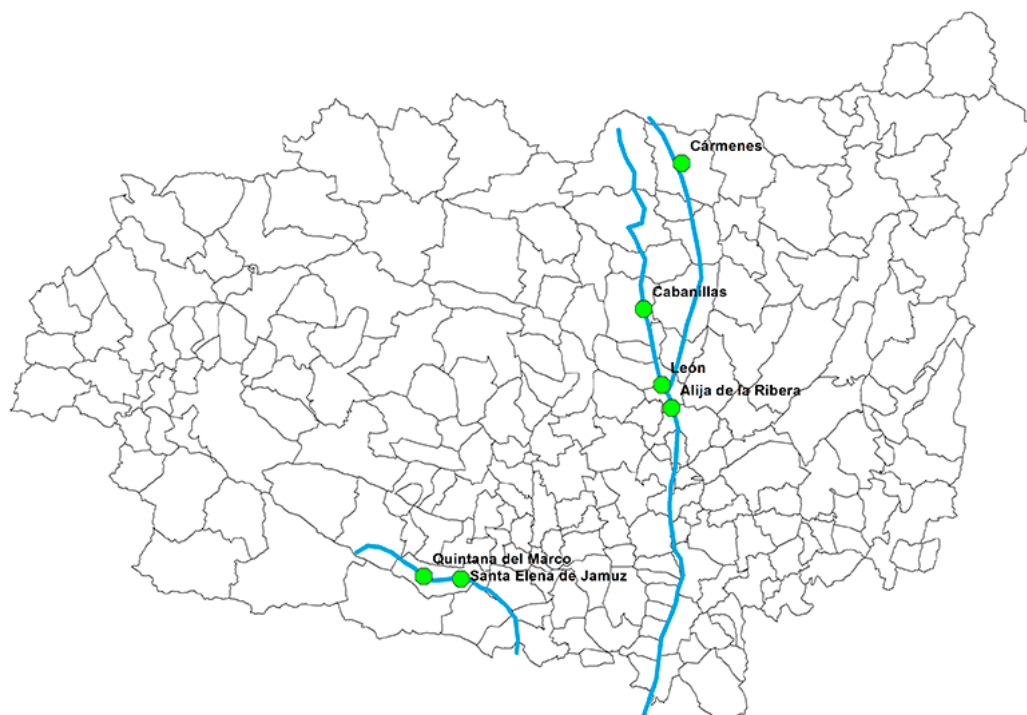 Cármenes
Cabanillas
León
Alija de la Ribera
Quintana del Marco
Santa Elena de Jamuz